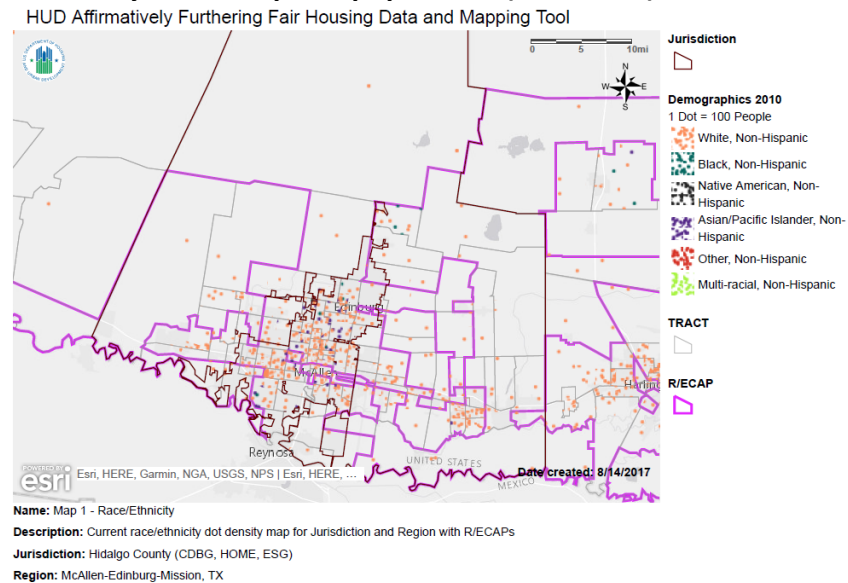 HUD Affirmatively Furthering Fair Housing Data and Mapping Tool
0 5 10mi
N
W E
S
Jurisdiction
Demographics 2010
1 Dot = 100 People
White, Non-Hispanic
Black, Non-Hispanic
Native American, Non-
Hispanic
Asian/Pacific Islander, Non-
Hispanic
Other, Non-Hispanic
Multi-racial, Non-Hispanic
TRACT
R/ECAP
Edinburg
McAllen
Reynosa
UNITED STATES
MEXICO
POWERED BY
esri
Esri, HERE, Garmin, NGA, USGS, NPS | Esri, HERE, ...
Date created: 8/14/2017
Name: Map 1 - Race/Ethnicity
Description: Current race/ethnicity dot density map for Jurisdiction and Region with R/ECAPs
Jurisdiction: Hidalgo County (CDBG, HOME, ESG)
Region: McAllen-Edinburg-Mission, TX